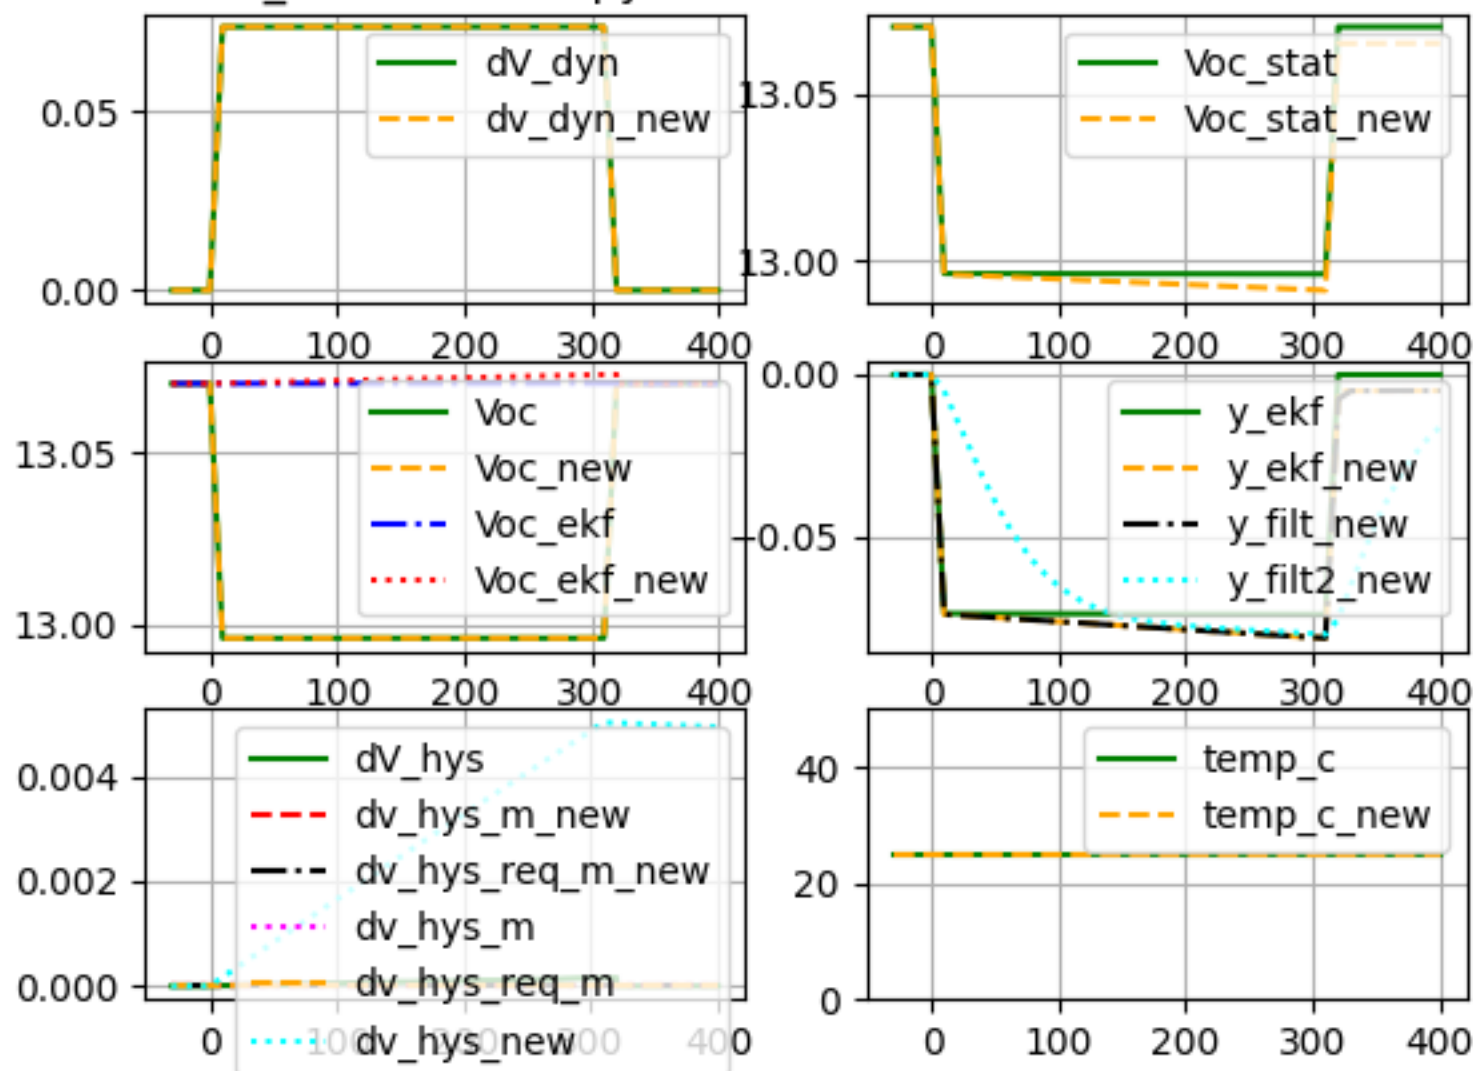 dV_dyn
dv_dyn_new
0.05
0.00
0 100 200 300 400
Voc_stat
Voc_stat_new
13.05
13.00
0 100 200 300 400
Voc
Voc_new
Voc_ekf
Voc_ekf_new
13.05
13.00
0 100 200 300 400
y_ekf
y_ekf_new
y_filt_new
y_filt2_new
0.00
−0.05
0 100 200 300 400
dV_hys
dv_hys_m_new
dv_hys_req_m_new
dv_hys_m
dv_hys_req_m
dv_hys_new
0.004
0.002
0.000
0 100 200 300 400
temp_c
temp_c_new
40
20
0
0 100 200 300 400